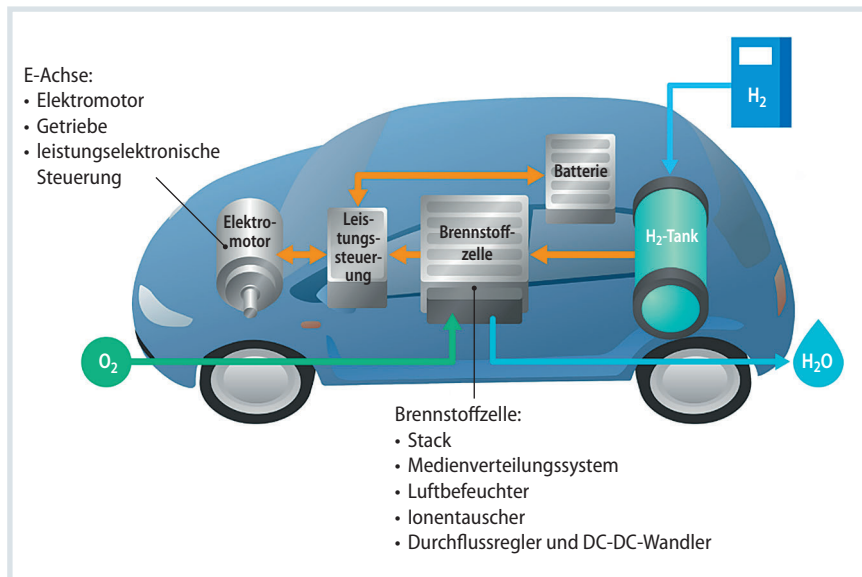 E-Achse:
• Elektromotor
• Getriebe
• leistungselektronische
Steuerung
H₂
Batterie
Elektro-
motor
Leis-
tungs-
steuer-
ung
Brennstoff-
zelle
H₂-Tank
O₂
H₂O
Brennstoffzelle:
• Stack
• Medienverteilungssystem
• Luftbefeuchter
• Ionentauscher
• Durchflussregler und DC-DC-Wandler